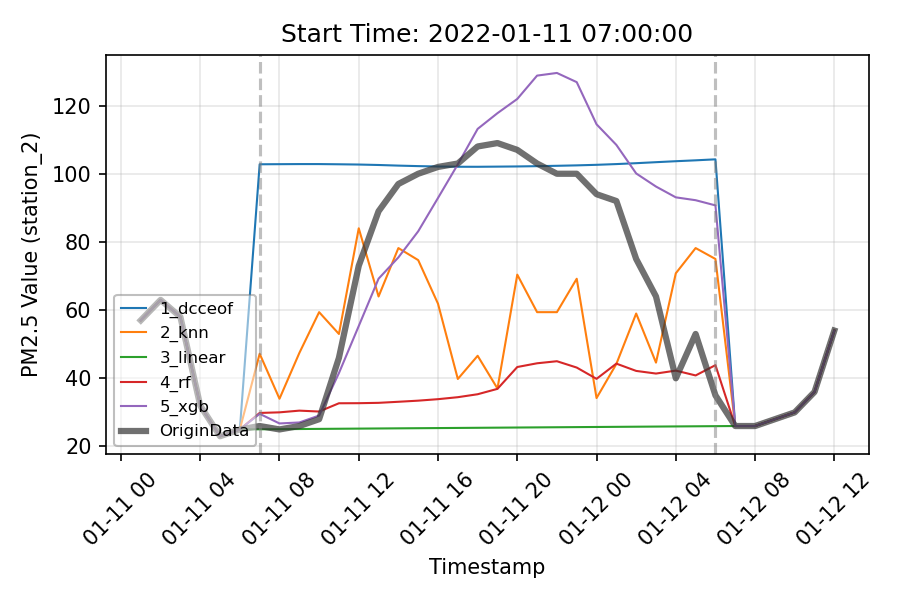 Start Time: 2022-01-11 07:00:00
PM2.5 Value (station_2)
120
100
80
60
40
20
1_dcceof
2_knn
3_linear
4_rf
5_xgb
OriginData
01-11 00
01-11 04
01-11 08
01-11 12
01-11 16
01-11 20
01-12 00
01-12 04
01-12 08
01-12 12
Timestamp